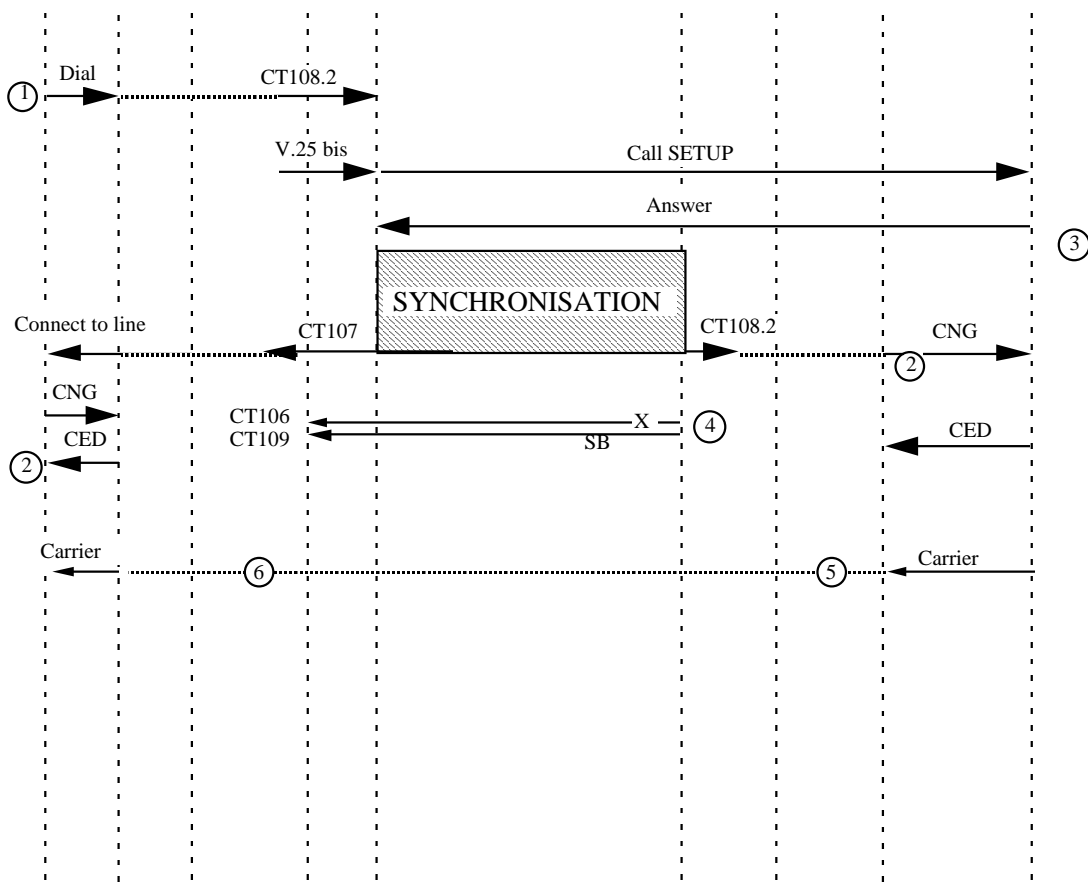 Dial
CT108.2
1
V.25 bis
Call SETUP
Answer
3
SYNCHRONISATION
Connect to line
CT107
CT108.2
CNG
2
CNG
CT106
X
4
CT109
SB
CED
CED
2
Carrier
6
5
Carrier